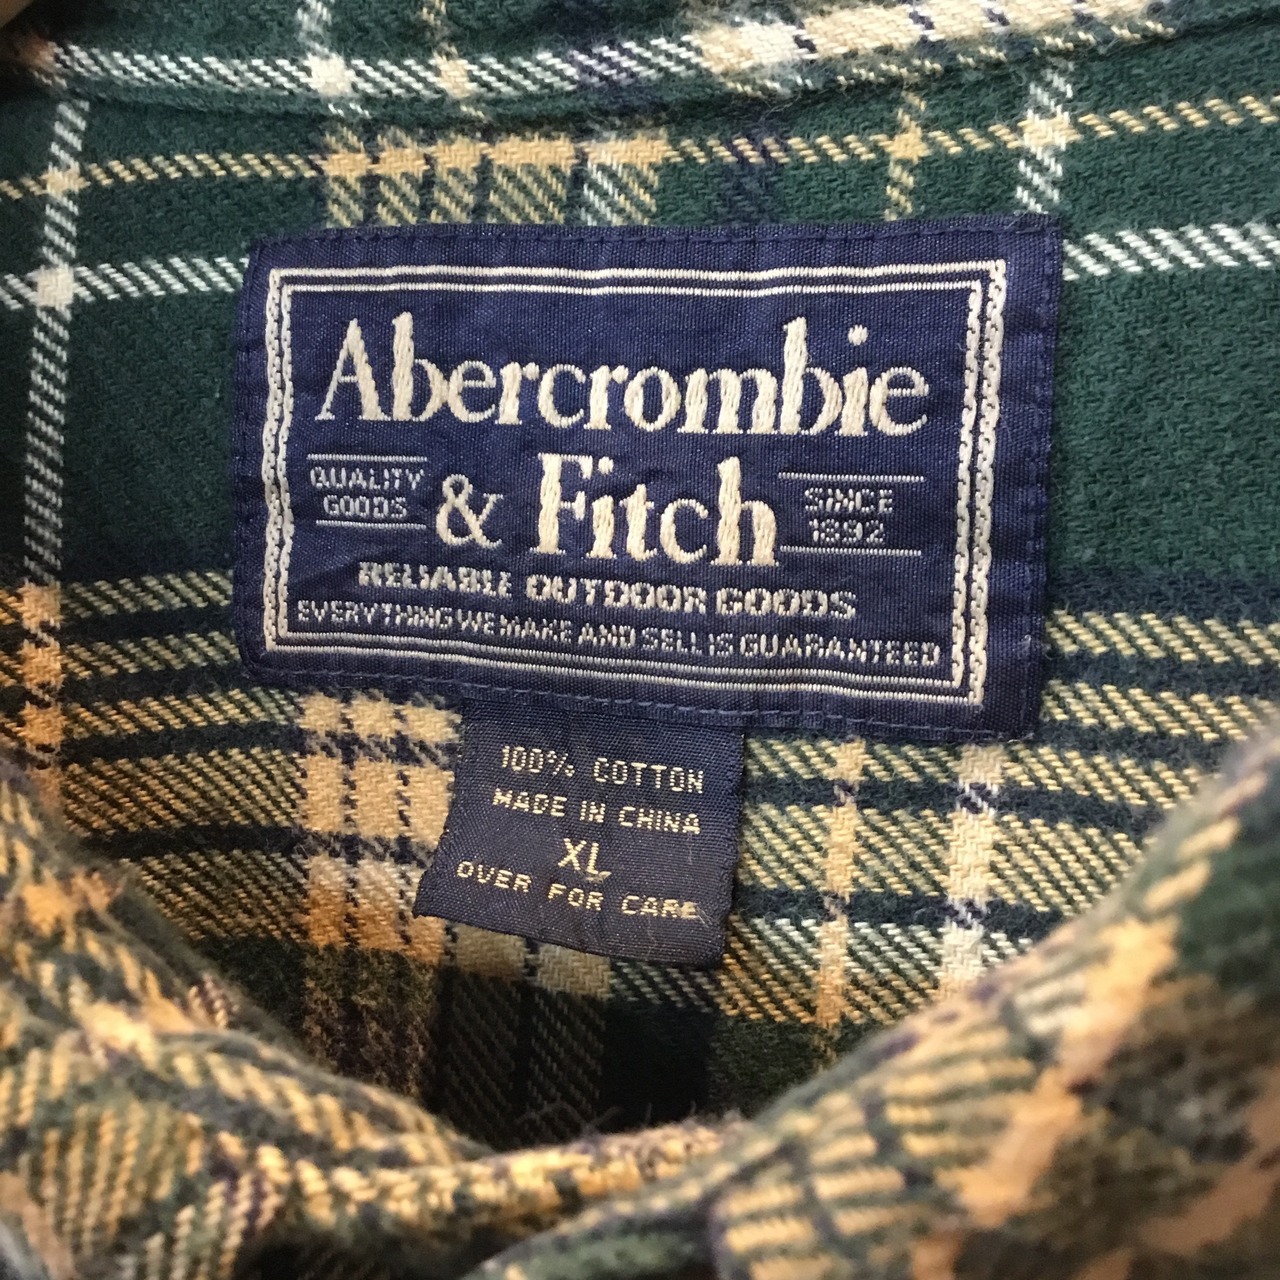 Abercrombie
& Fitch
QUALITY
GOODS
SINCE
1892
RELIABLE OUTDOOR GOODS
EVERYTHING WE MAKE AND SELL IS GUARANTEED
100% COTTON
MADE IN CHINA
XL
OVER FOR CARE